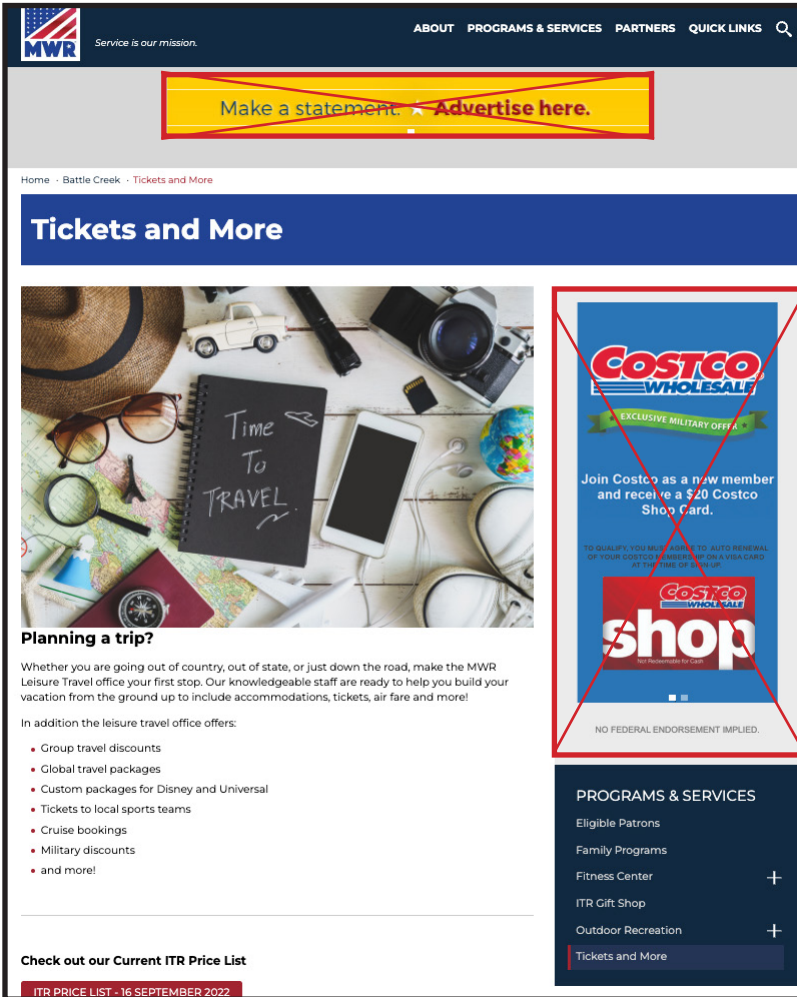 MWR
Service is our mission.
ABOUT PROGRAMS & SERVICES PARTNERS QUICK LINKS
Make a statement. ★ Advertise here.
Home · Battle Creek · Tickets and More
Tickets and More
Time
To
TRAVEL
Planning a trip?
Whether you are going out of country, out of state, or just down the road, make the MWR
Leisure Travel office your first stop. Our knowledgeable staff are ready to help you build your
vacation from the ground up to include accommodations, tickets, air fare and more!
In addition the leisure travel office offers:
• Group travel discounts
• Global travel packages
• Custom packages for Disney and Universal
• Tickets to local sports teams
• Cruise bookings
• Military discounts
• and more!
Check out our Current ITR Price List
ITR PRICE LIST - 16 SEPTEMBER 2022
COSTCO
WHOLESALE
★ EXCLUSIVE MILITARY OFFER ★
Join Costco as a new member
and receive a $20 Costco
Shop Card.
TO QUALIFY, YOU MUST AGREE TO AUTO RENEWAL
OF YOUR COSTCO MEMBERSHIP ON A VISA CARD
AT THE TIME OF SIGN-UP.
COSTCO
WHOLESALE
shop
Not Redeemable for Cash
NO FEDERAL ENDORSEMENT IMPLIED.
PROGRAMS & SERVICES
Eligible Patrons
Family Programs
Fitness Center +
ITR Gift Shop
Outdoor Recreation +
Tickets and More